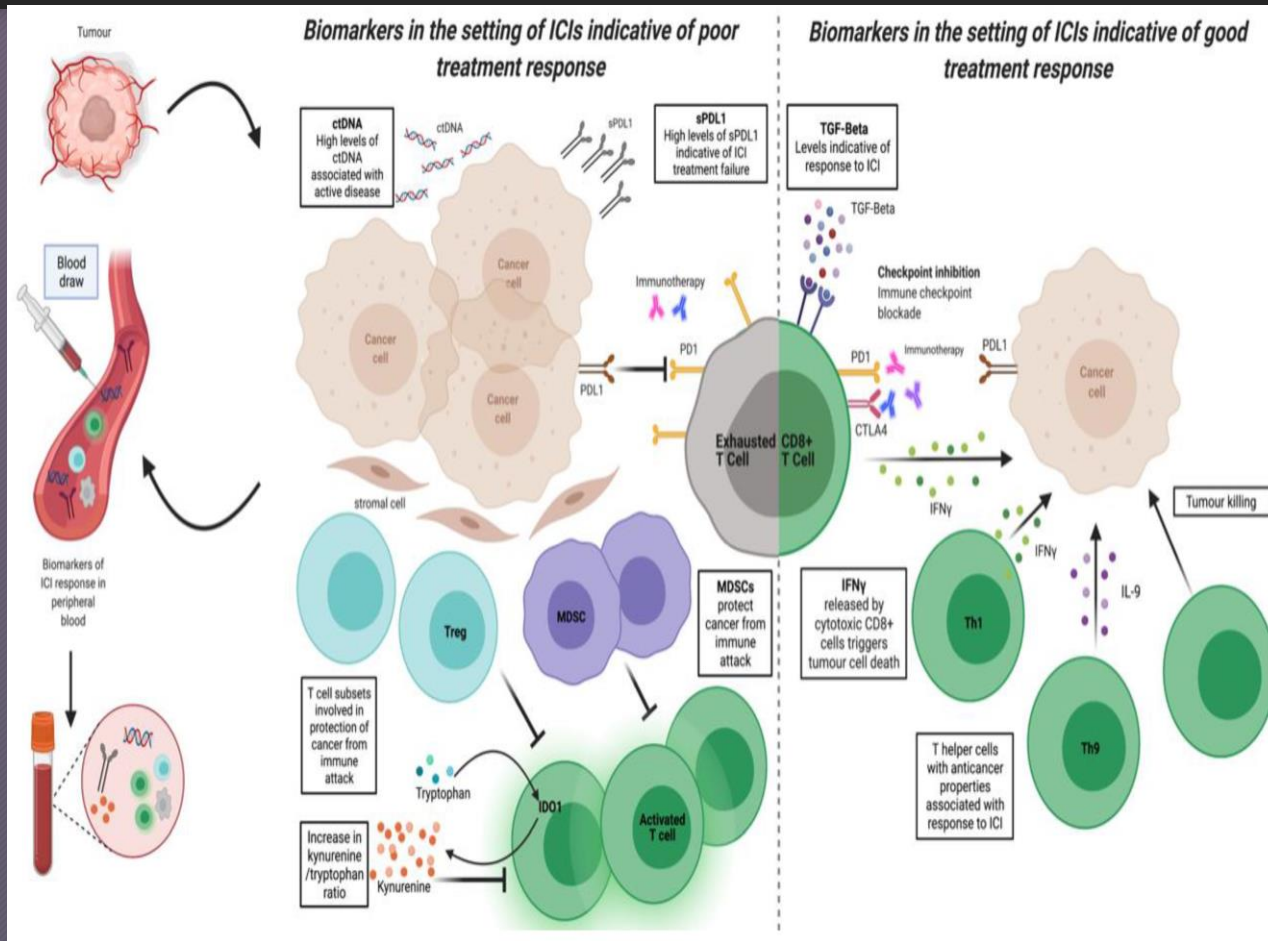 Tumour
Blood
draw
Biomarkers of
ICI response in
peripheral
blood
Biomarkers in the setting of ICIs indicative of poor
treatment response
ctDNA
High levels of
ctDNA
associated with
active disease
ctDNA
sPDL1
sPDL1
High levels of sPDL1
indicative of ICI
treatment failure
Cancer
cell
Cancer
cell
Cancer
cell
Immunotherapy
PDL1
PD1
Exhausted
T Cell
stromal cell
Treg
MDSC
MDSCs
protect
cancer from
immune
attack
T cell subsets
involved in
protection of
cancer from
immune
attack
Tryptophan
IDO1
Activated
T cell
Increase in
kynurenine
/tryptophan
ratio
Kynurenine
Biomarkers in the setting of ICIs indicative of good
treatment response
TGF-Beta
Levels indicative of
response to ICI
TGF-Beta
Checkpoint inhibition
Immune checkpoint
blockade
PD1
Immunotherapy
PDL1
Cancer
cell
CTLA4
CD8+
T Cell
IFNγ
Tumour killing
IFNγ
IL-9
IFNγ
released by
cytotoxic CD8+
cells triggers
tumour cell death
Th1
Th9
T helper cells
with anticancer
properties
associated with
response to ICI